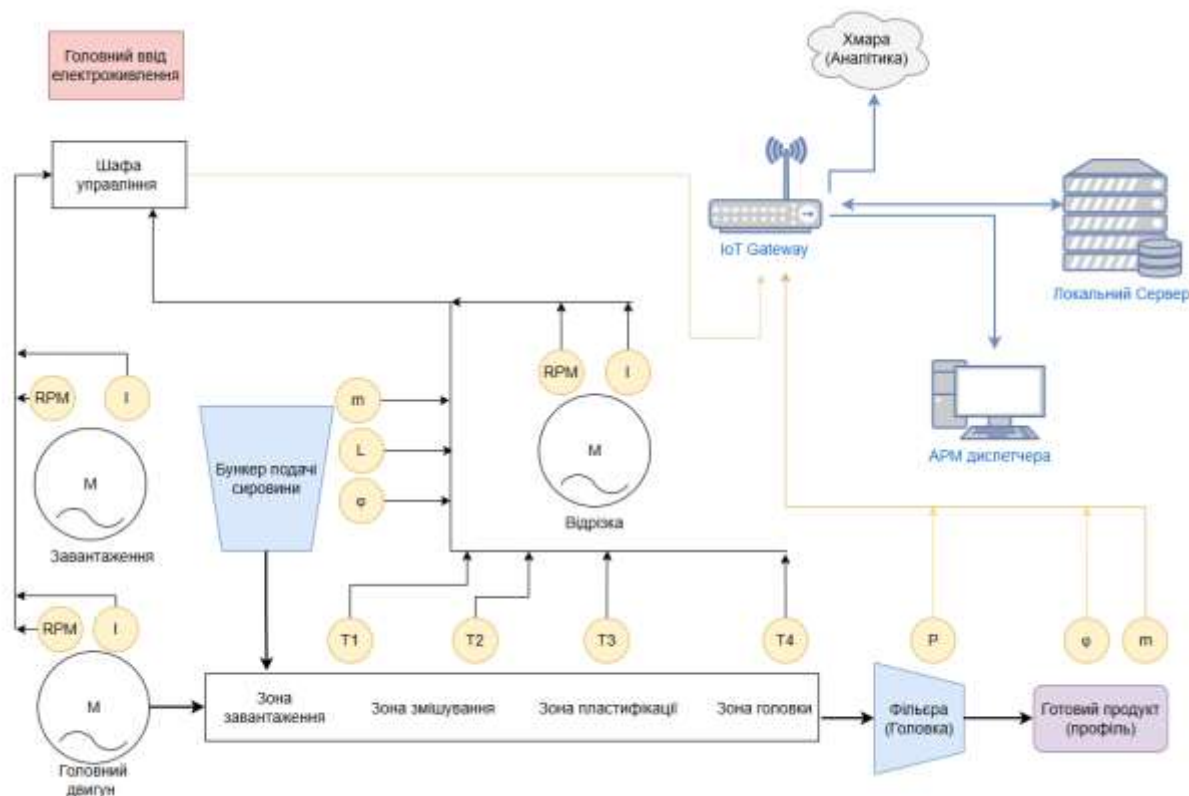 Головний ввід
електроживлення
Хмара
(Аналітика)
Шафа
управління
IoT Gateway
Локальний Сервер
RPM
I
RPM
I
m
L
φ
M
Завантаження
Бункер подачі
сировини
M
Відрізка
АРМ диспетчера
RPM
I
T1
T2
T3
T4
P
φ
m
M
Головний
двигун
Зона
завантаження
Зона змішування
Зона пластифікації
Зона головки
Фільєра
(Головка)
Готовий продукт
(профіль)